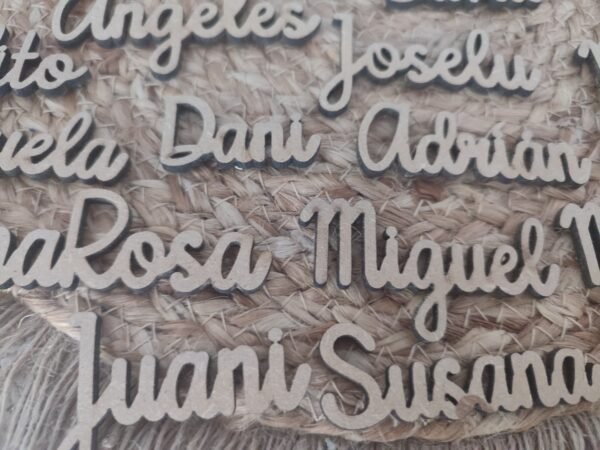 Angeles
Joselu
Dani Adrián
Rosa Miguel
Juani Susana